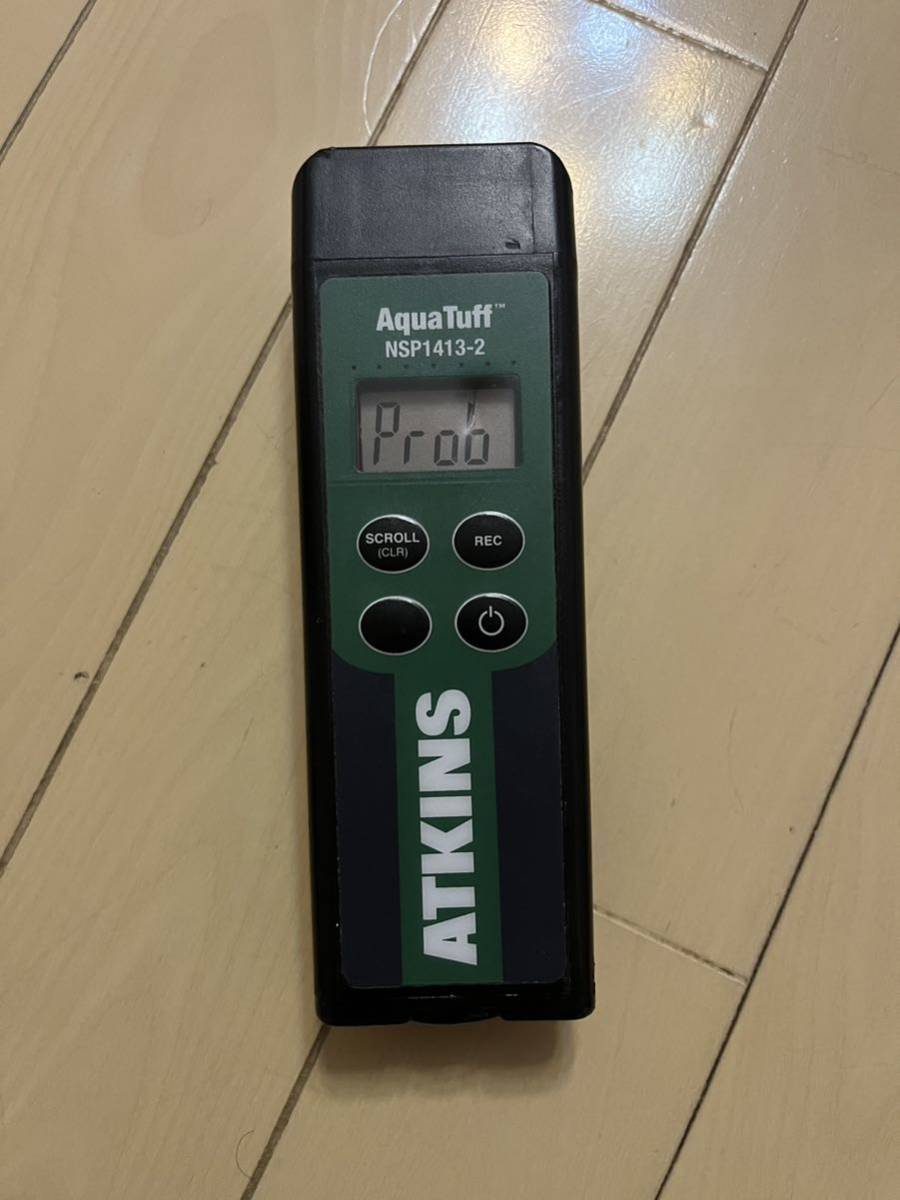 AquaTuff™
NSP1413-2
Prob
SCROLL
(CLR)
REC
ATKINS